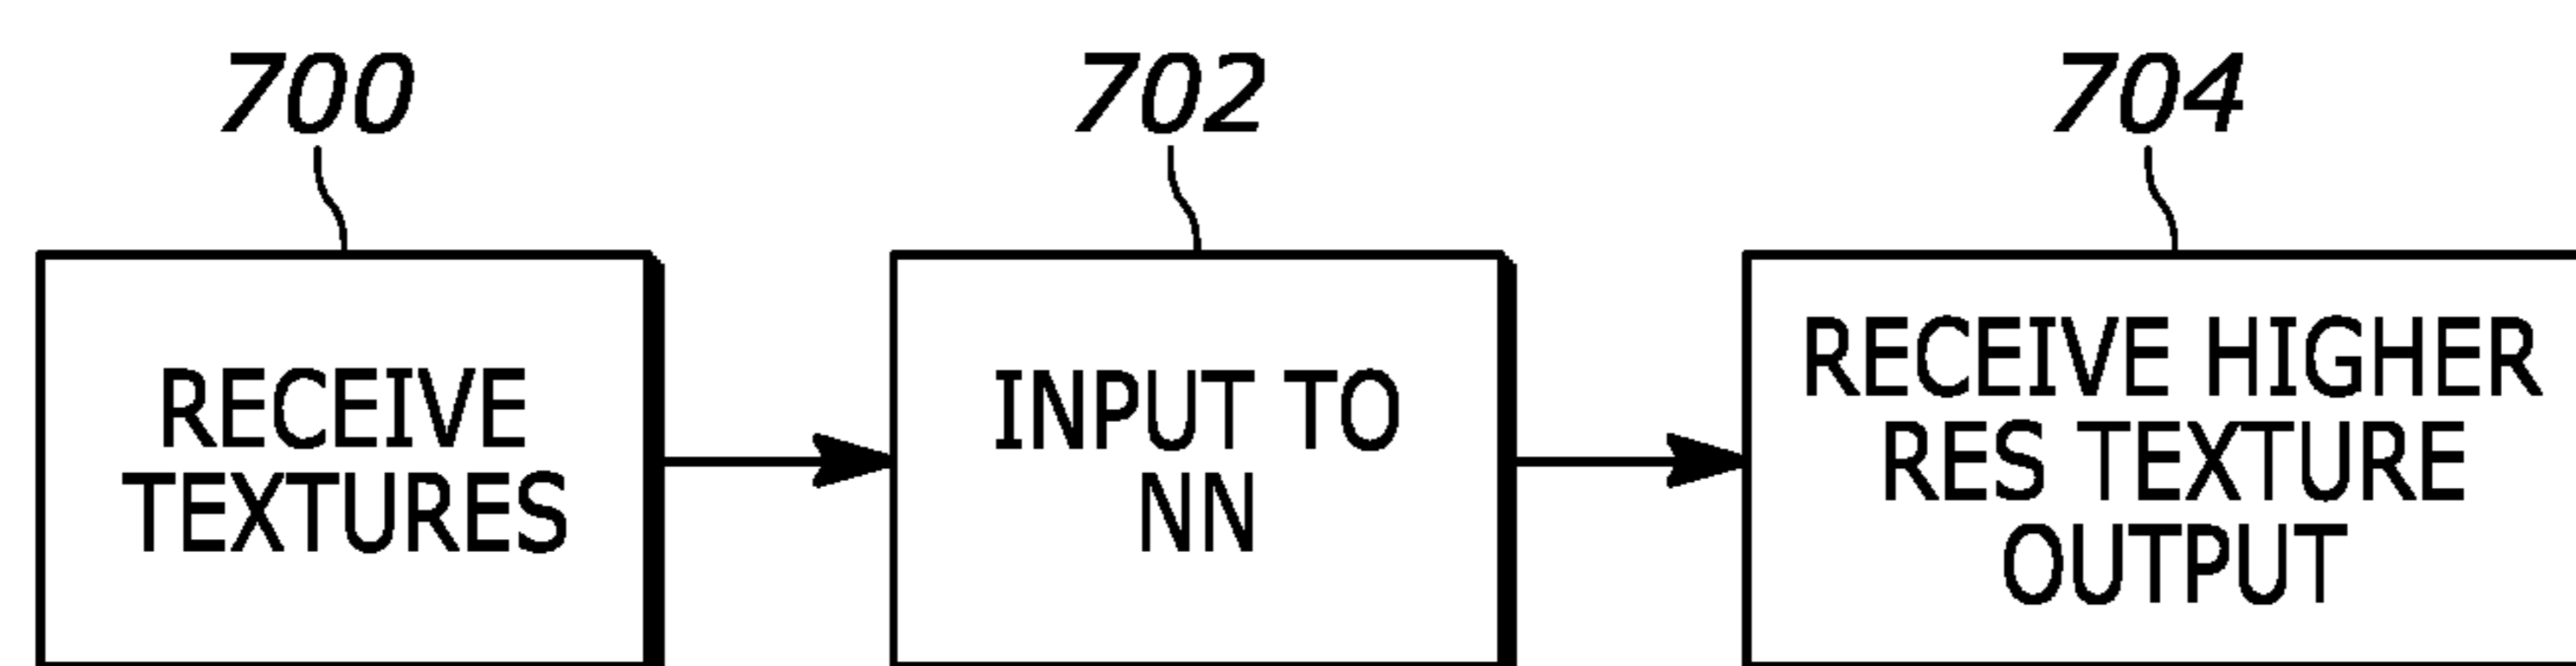 700
702
704
RECEIVE
TEXTURES
INPUT TO
NN
RECEIVE HIGHER
RES TEXTURE
OUTPUT